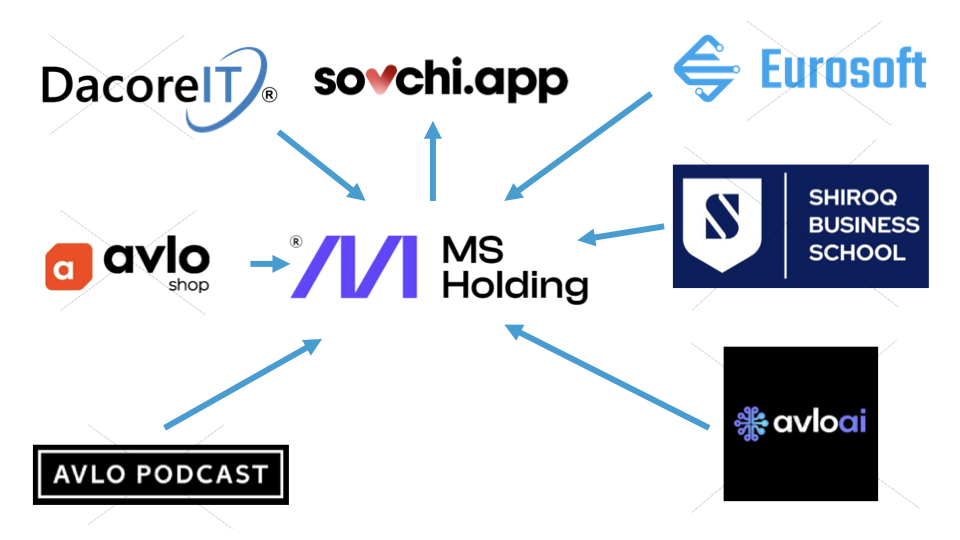 DacoreIT®
sovchi.app
Eurosoft
a avlo
shop
® MS
Holding
SHIROQ
BUSINESS
SCHOOL
AVLO PODCAST
avloai